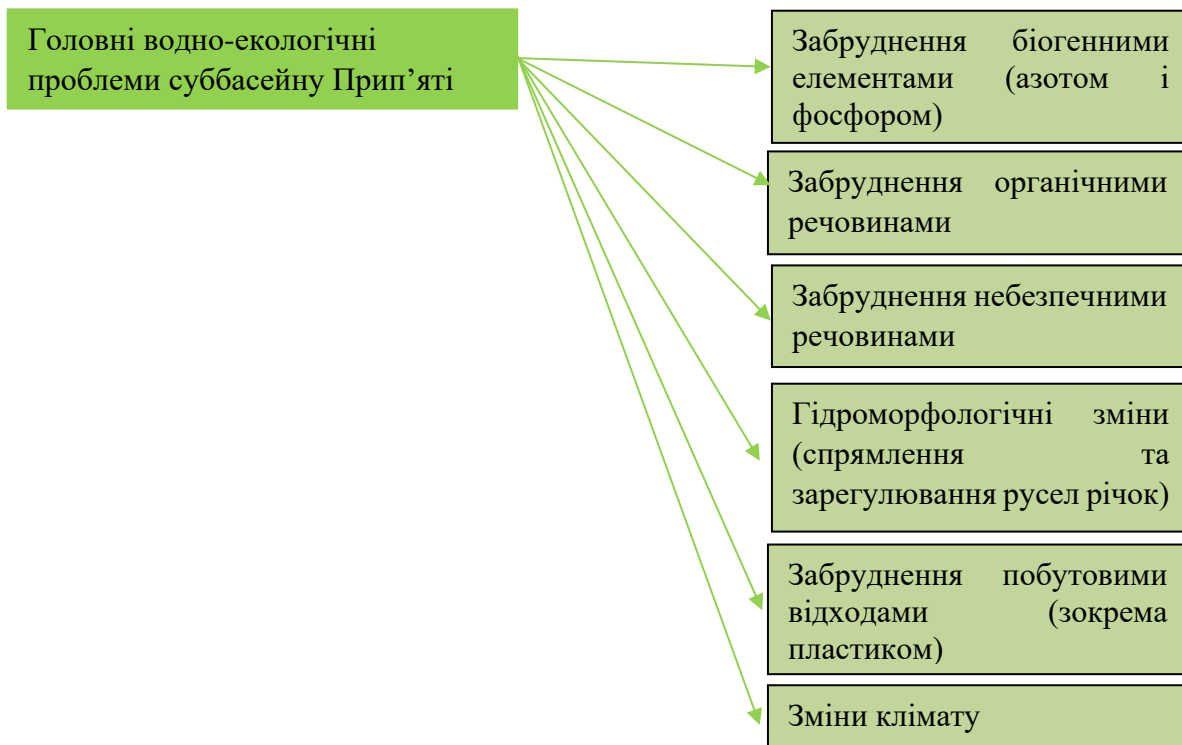 Головні водно-екологічні
проблеми суббасейну Прип’яті
Забруднення біогенними
елементами (азотом і
фосфором)
Забруднення органічними
речовинами
Забруднення небезпечними
речовинами
Гідроморфологічні зміни
(спрямлення та
зарегулювання русел річок)
Забруднення побутовими
відходами (зокрема
пластиком)
Зміни клімату